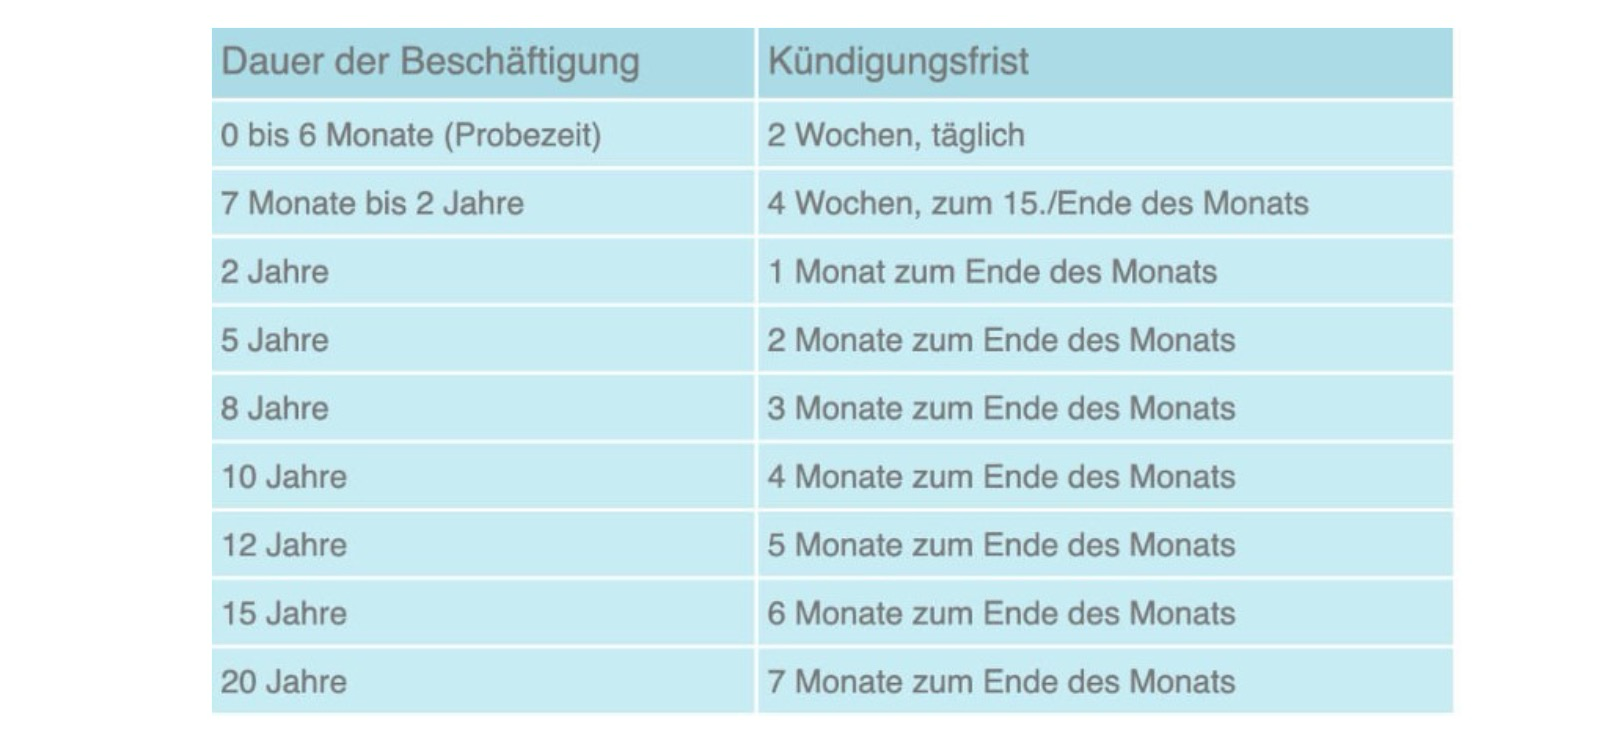 Dauer der Beschäftigung Kündigungsfrist
0 bis 6 Monate (Probezeit) 2 Wochen, täglich
7 Monate bis 2 Jahre 4 Wochen, zum 15./Ende des Monats
2 Jahre 1 Monat zum Ende des Monats
5 Jahre 2 Monate zum Ende des Monats
8 Jahre 3 Monate zum Ende des Monats
10 Jahre 4 Monate zum Ende des Monats
12 Jahre 5 Monate zum Ende des Monats
15 Jahre 6 Monate zum Ende des Monats
20 Jahre 7 Monate zum Ende des Monats